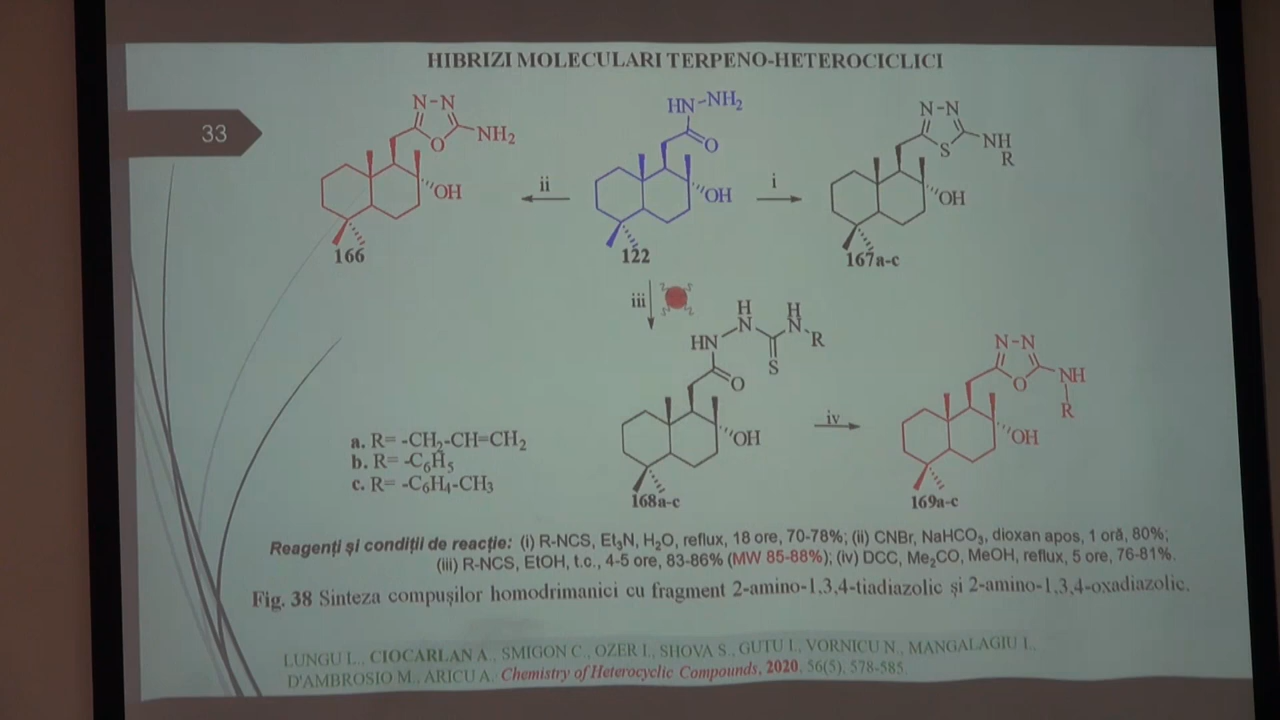 HIBRIZI MOLECULARI TERPENO-HETEROCICLICI
33
N-N
O
NH2
OH
166
ii
HN-NH2
O
OH
122
i
N-N
S
NH
R
OH
167a-c
iii
HN
H
N
S
H
N
R
O
OH
168a-c
iv
N-N
O
NH
R
OH
169a-c
a. R= -CH2-CH=CH2
b. R= -C6H5
c. R= -C6H4-CH3
Reagenți și condiții de reacție: (i) R-NCS, Et3N, H2O, reflux, 18 ore, 70-78%; (ii) CNBr, NaHCO3, dioxan apos, 1 oră, 80%;
(iii) R-NCS, EtOH, t.c., 4-5 ore, 83-86% (MW 85-88%); (iv) DCC, Me2CO, MeOH, reflux, 5 ore, 76-81%.
Fig. 38 Sinteza compușilor homodrimanici cu fragment 2-amino-1,3,4-tiadiazolic și 2-amino-1,3,4-oxadiazolic.
LUNGU L., CIOCARLAN A., SMIGON C., OZER I., SHOVA S., GUTU I., VORNICU N., MANGALAGIU I.,
D'AMBROSIO M., ARICU A. Chemistry of Heterocyclic Compounds, 2020, 56(5), 578-585